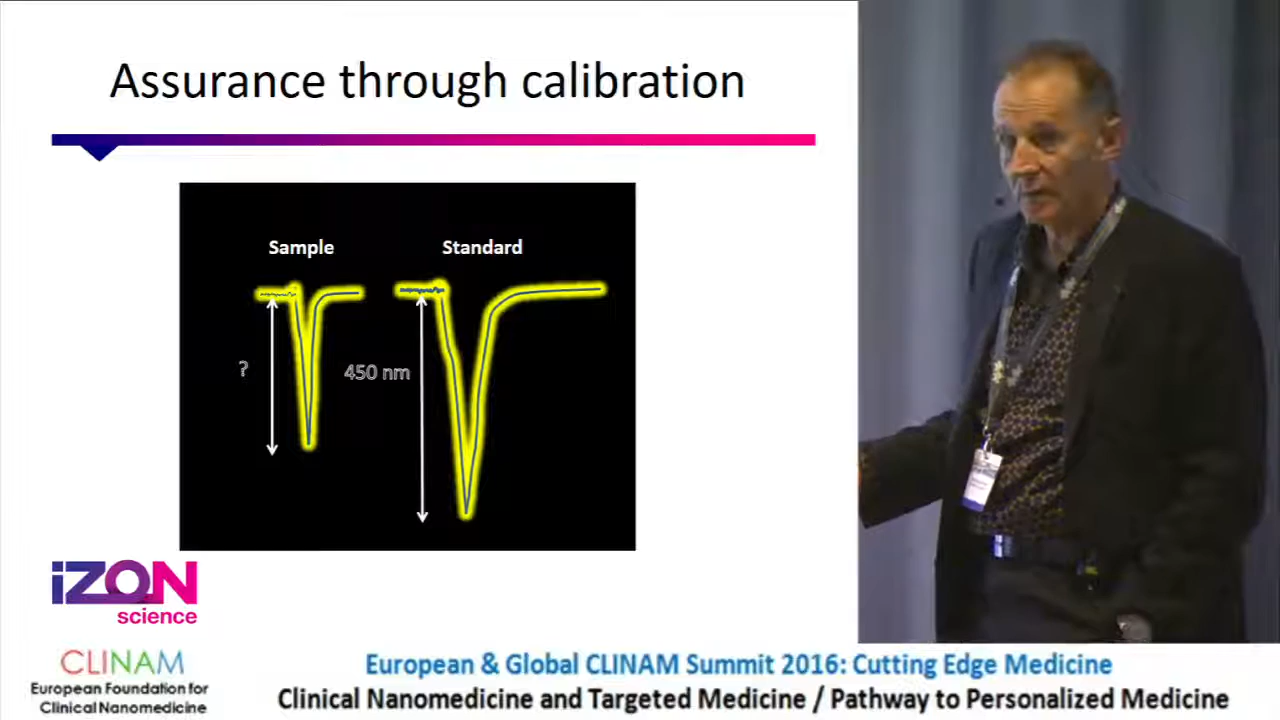 Assurance through calibration
Sample
Standard
?
450 nm
iZON
science
CLINAM
European Foundation for
Clinical Nanomedicine
European & Global CLINAM Summit 2016: Cutting Edge Medicine
Clinical Nanomedicine and Targeted Medicine / Pathway to Personalized Medicine